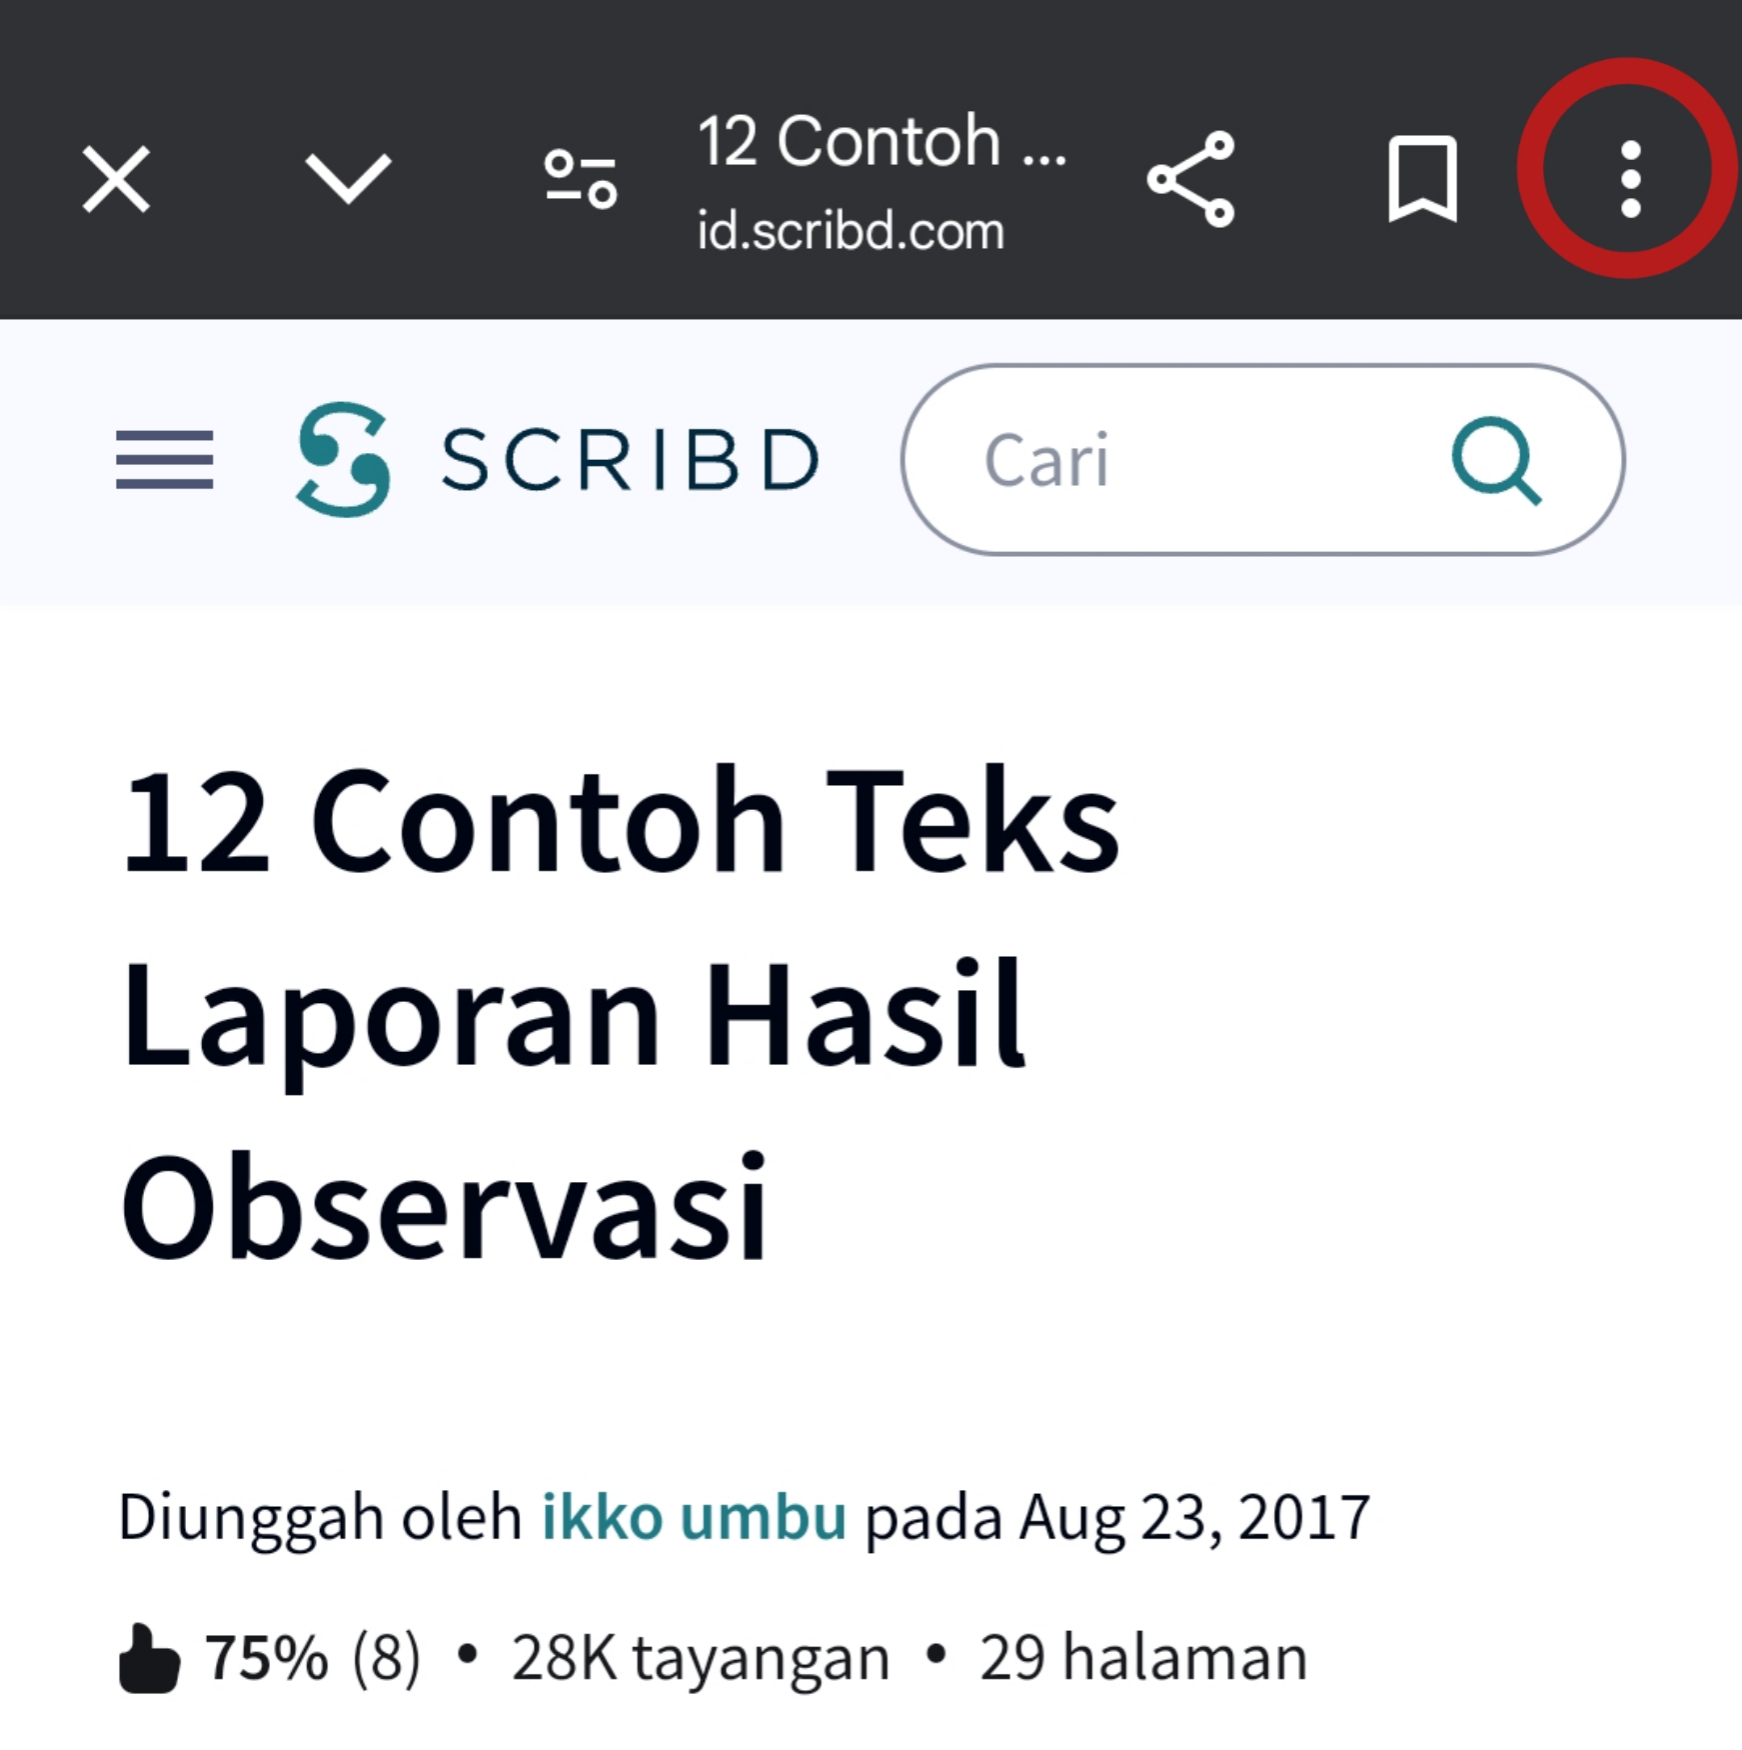 12 Contoh ...
id.scribd.com
SCRIBD
Cari
12 Contoh Teks
Laporan Hasil
Observasi
Diunggah oleh ikko umbu pada Aug 23, 2017
75% (8) • 28K tayangan • 29 halaman